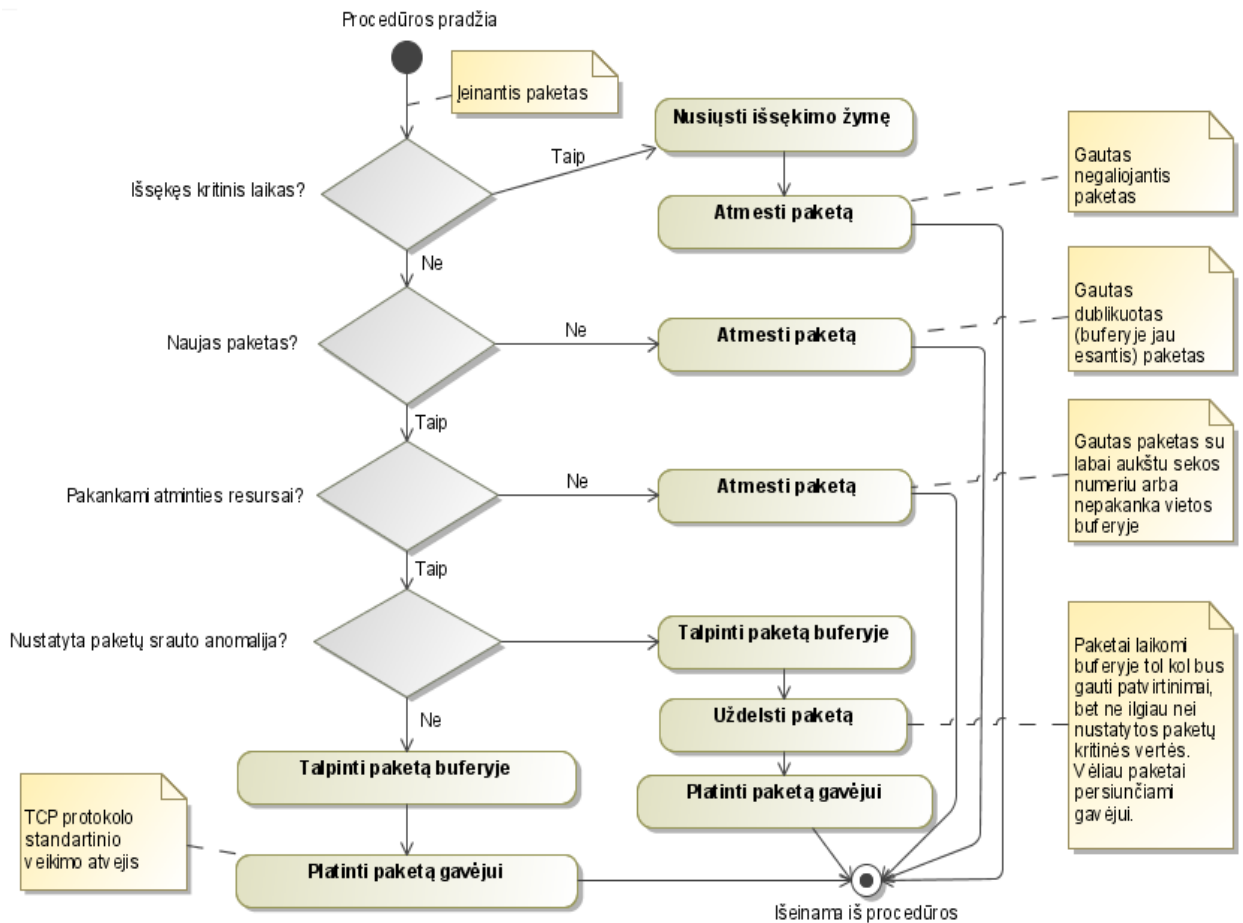 Procedūros pradžia
Įeinantis paketas
Nusiųsti išsękimo žymę
Taip
Išsękęs kritinis laikas?
Atmesti paketą
Gautas
negaliojantis
paketas
Ne
Naujas paketas?
Ne
Atmesti paketą
Gautas
dublikuotas
(buferyje jau
esantis) paketas
Taip
Pakankami atminties resursai?
Ne
Atmesti paketą
Gautas paketas su
labai aukštu sekos
numeriu arba
nepakanka vietos
buferyje
Taip
Nustatyta paketų srauto anomalija?
Talpinti paketą buferyje
Uždelsti paketą
Platinti paketą gavėjui
Paketai laikomi
buferyje tol kol bus
gauti patvirtinimai,
bet ne ilgiau nei
nustatytos paketų
kritinės vertės.
Vėliau paketai
persiunčiami
gavėjui.
Ne
Talpinti paketą buferyje
TCP protokolo
standartinio
veikimo atvejis
Platinti paketą gavėjui
Išeinama iš procedūros